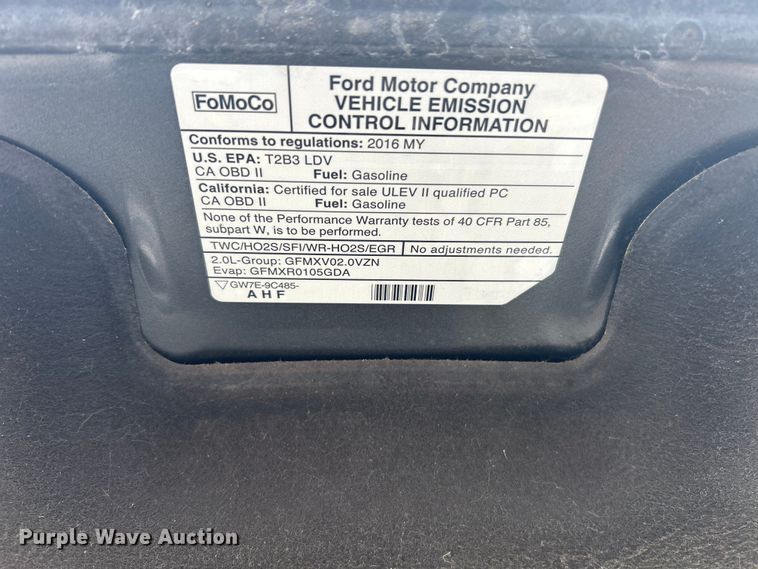 FoMoCo
Ford Motor Company
VEHICLE EMISSION
CONTROL INFORMATION
Conforms to regulations: 2016 MY
U.S. EPA: T2B3 LDV
CA OBD II Fuel: Gasoline
California: Certified for sale ULEV II qualified PC
CA OBD II Fuel: Gasoline
None of the Performance Warranty tests of 40 CFR Part 85,
subpart W, is to be performed.
TWC/HO2S/SFI/WR-HO2S/EGR No adjustments needed.
2.0L-Group: GFMXV02.0VZN
Evap: GFMXR0105GDA
GW7E-9C485-
AHF
Purple Wave Auction